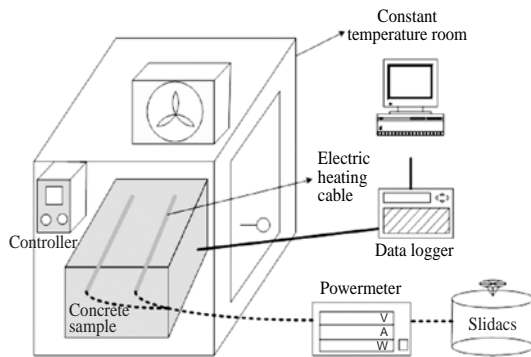 Constant
temperature room
Electric
heating
cable
Controller
Data logger
Concrete
sample
Powermeter
V
A
W
Slidacs